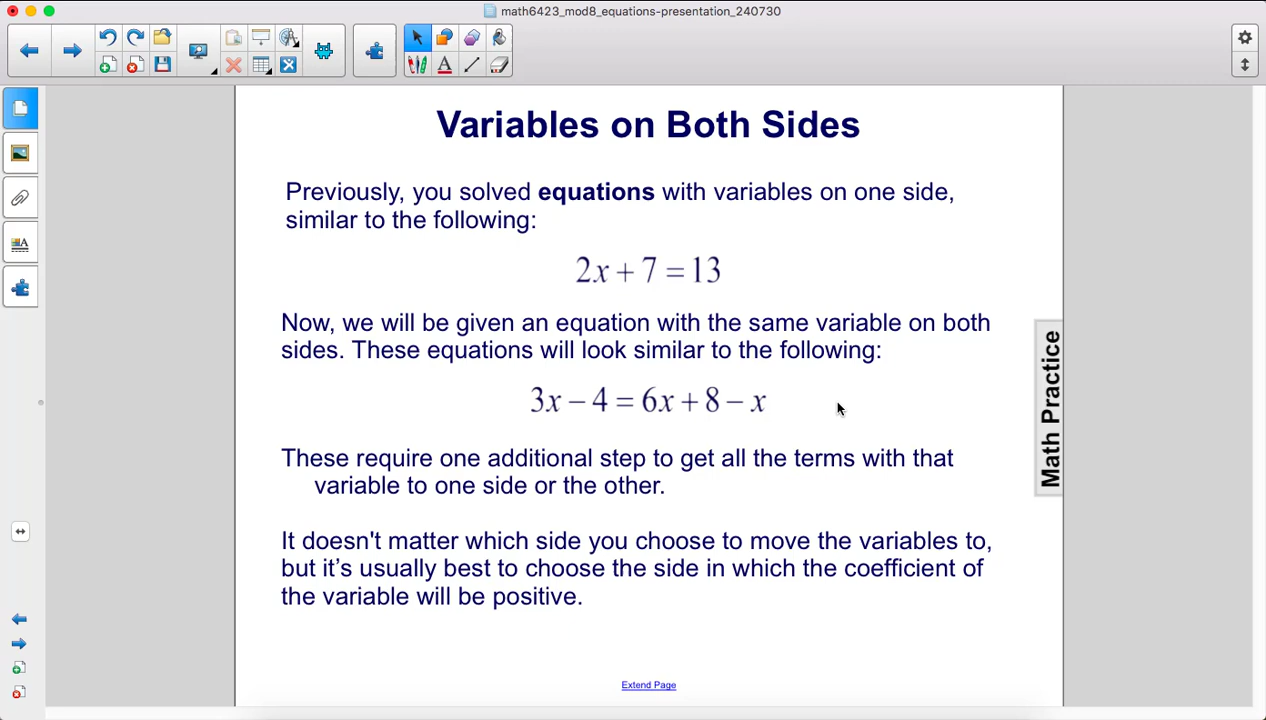 math6423_mod8_equations-presentation_240730
Variables on Both Sides
Previously, you solved equations with variables on one side,
similar to the following:
2x + 7 = 13
Now, we will be given an equation with the same variable on both
sides. These equations will look similar to the following:
3x − 4 = 6x + 8 − x
These require one additional step to get all the terms with that
variable to one side or the other.
It doesn't matter which side you choose to move the variables to,
but it’s usually best to choose the side in which the coefficient of
the variable will be positive.
Math Practice
Extend Page